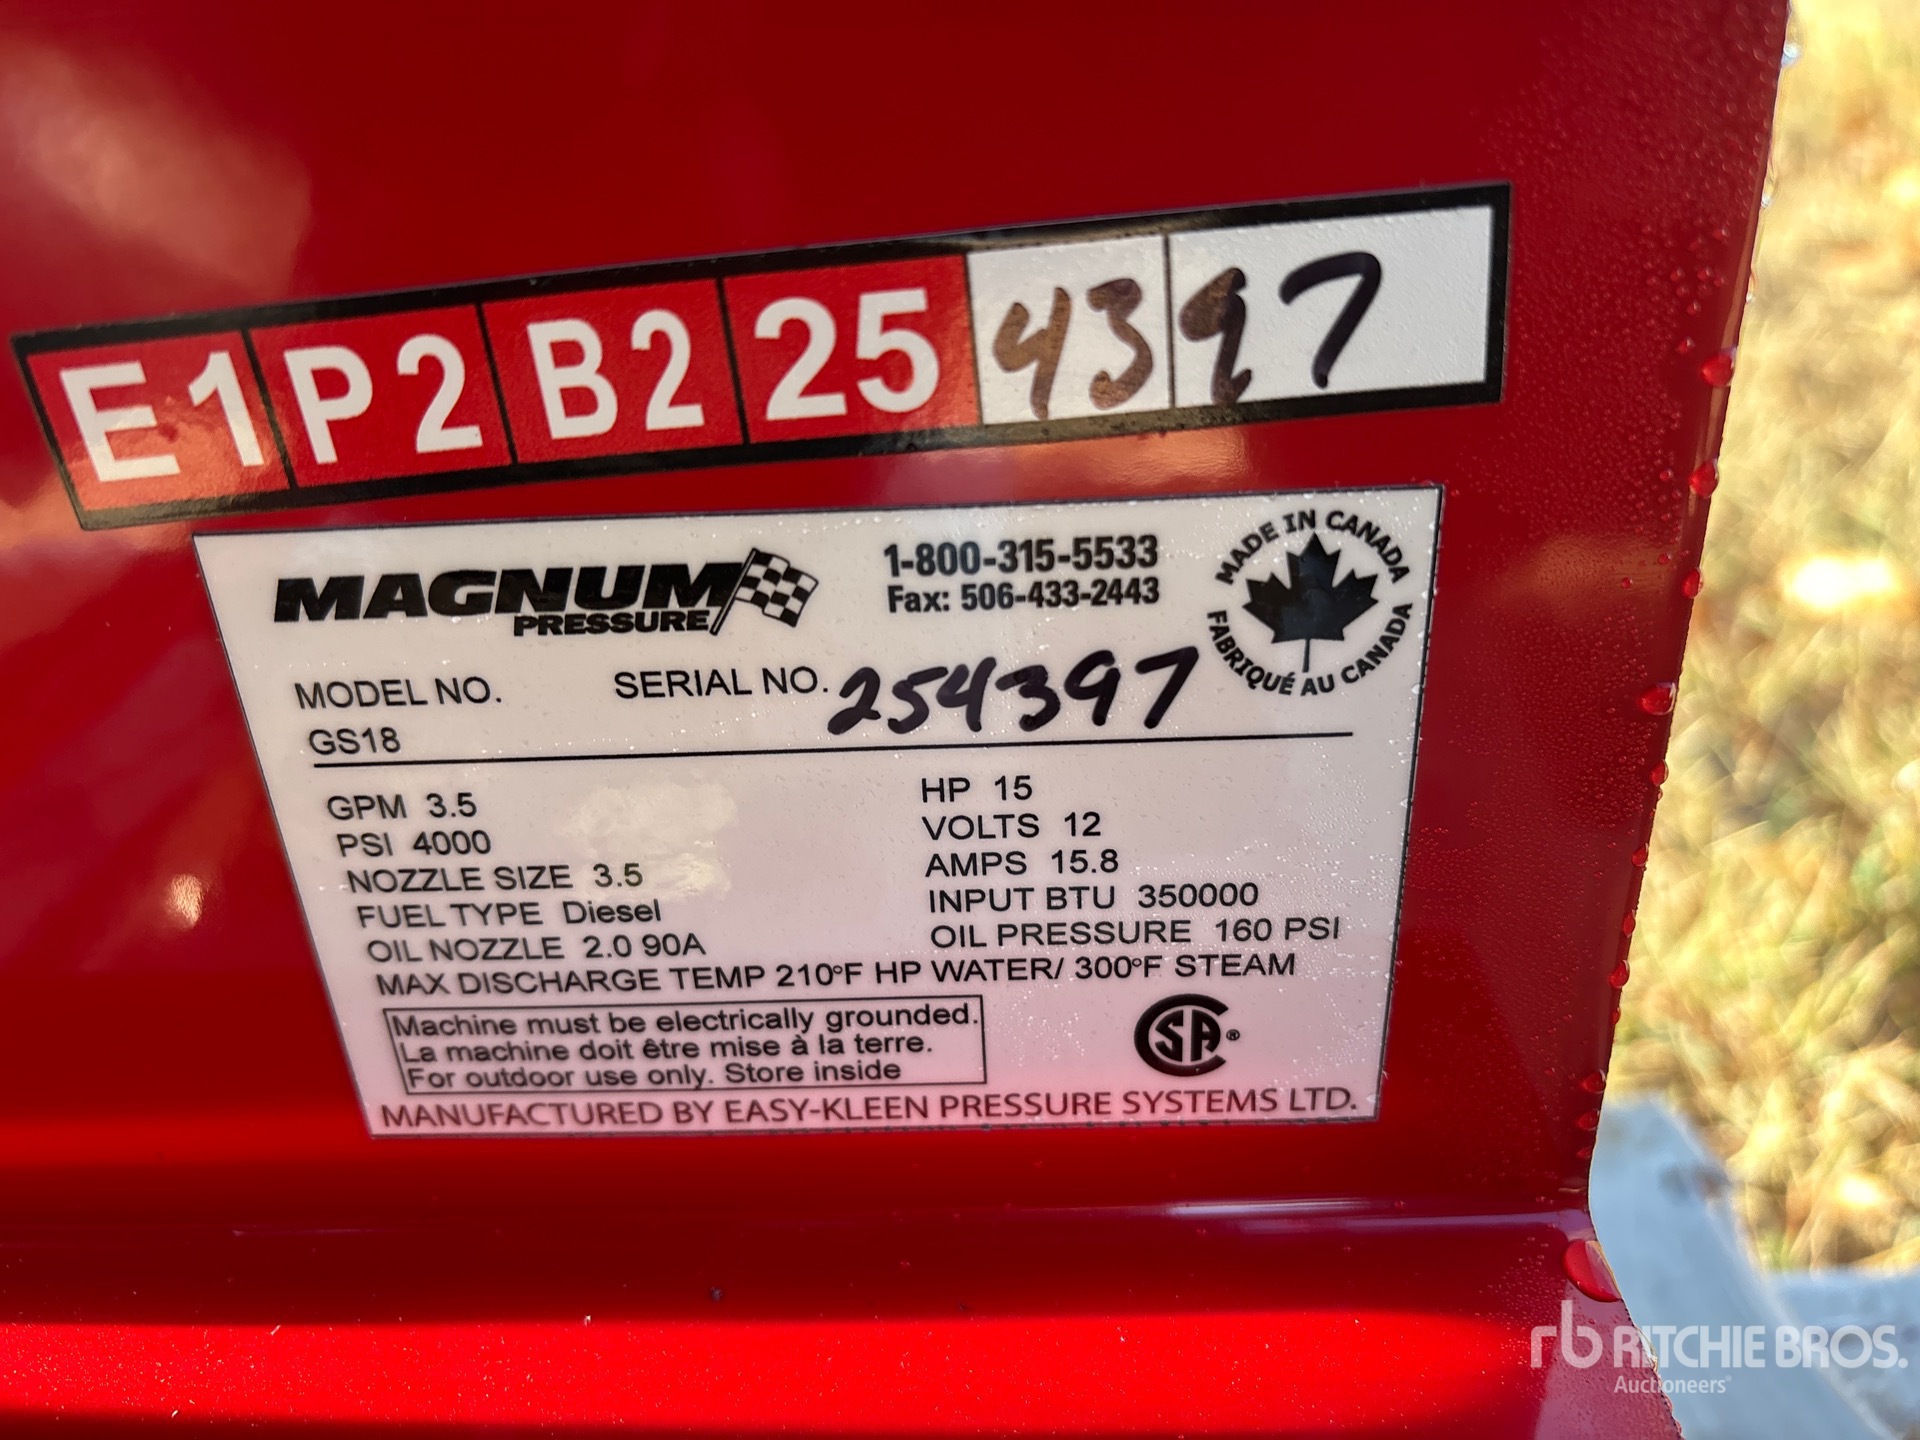 E1 P2 B2 25 43 97
MAGNUM
PRESSURE
1-800-315-5533
Fax: 506-433-2443
MADE IN CANADA
FABRIQUÉ AU CANADA
MODEL NO.
GS18
SERIAL NO. 254397
GPM 3.5
PSI 4000
NOZZLE SIZE 3.5
FUEL TYPE Diesel
OIL NOZZLE 2.0 90A
HP 15
VOLTS 12
AMPS 15.8
INPUT BTU 350000
OIL PRESSURE 160 PSI
MAX DISCHARGE TEMP 210°F HP WATER/ 300°F STEAM
Machine must be electrically grounded.
La machine doit être mise à la terre.
For outdoor use only. Store inside
CSA®
MANUFACTURED BY EASY-KLEEN PRESSURE SYSTEMS LTD.
rb RITCHIE BROS.
Auctioneers